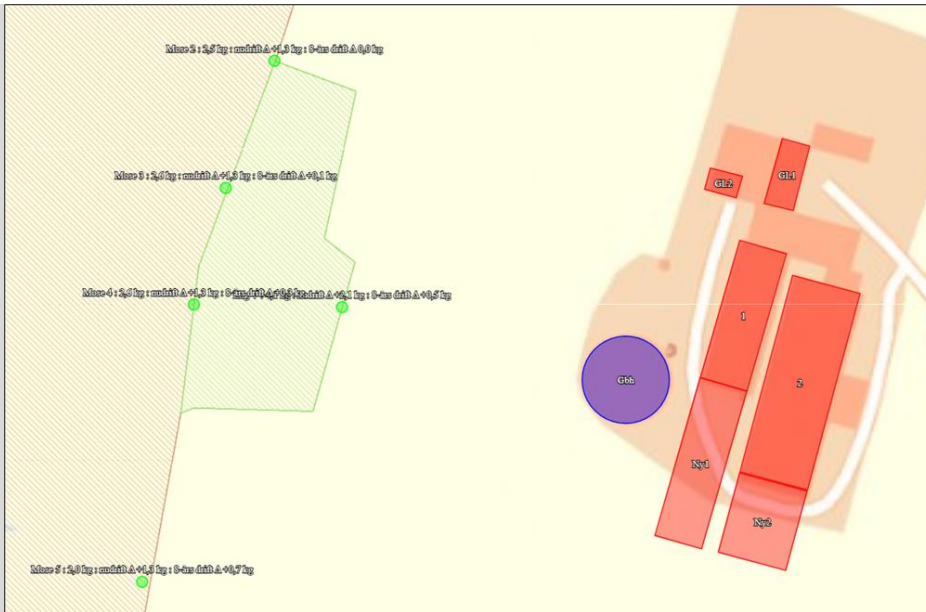 Mose 2 : 2,5 kg : nudrift Δ+1,3 kg : 8-års drift Δ 0,0 kg
Mose 3 : 2,6 kg : nudrift Δ+1,3 kg : 8-års drift Δ+0,1 kg
Mose 4 : 2,6 kg : nudrift Δ+1,3 kg : 8-års drift
Δ+2,1 kg : 8-års drift Δ+0,5 kg
Mose 5 : 2,0 kg : nudrift Δ+1,3 kg : 8-års drift Δ+0,7 kg
GL2
GL1
1
2
Gbh
Ny1
Ny2